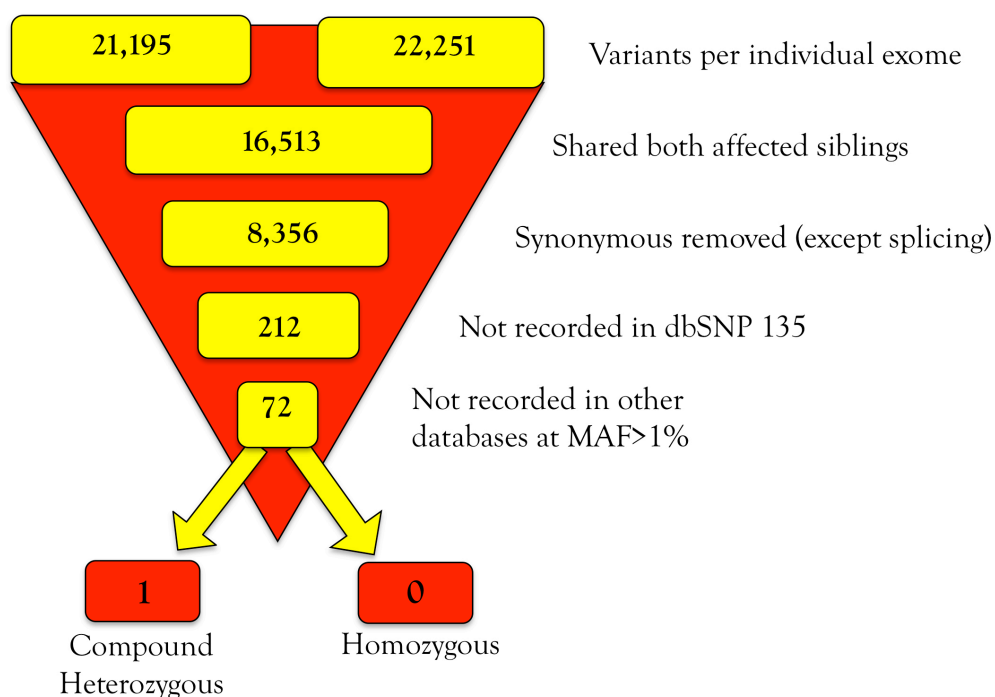 21,195
22,251
Variants per individual exome
16,513
Shared both affected siblings
8,356
Synonymous removed (except splicing)
212
Not recorded in dbSNP 135
72
Not recorded in other
databases at MAF>1%
1
0
Compound
Heterozygous
Homozygous